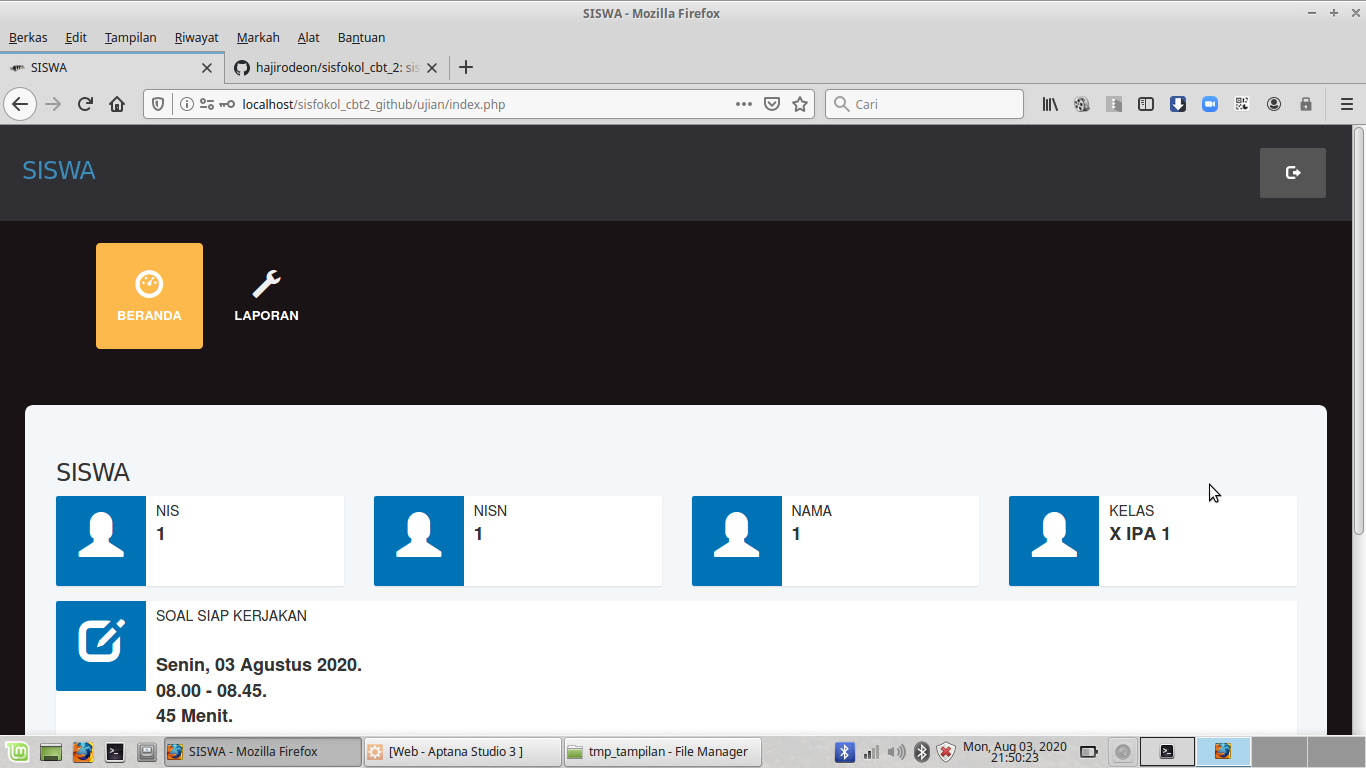 SISWA - Mozilla Firefox
Berkas Edit Tampilan Riwayat Markah Alat Bantuan
SISWA
hajirodeon/sisfokol_cbt_2: sis
localhost/sisfokol_cbt2_github/ujian/index.php
Cari
SISWA
BERANDA
LAPORAN
SISWA
NIS
1
NISN
1
NAMA
1
KELAS
X IPA 1
SOAL SIAP KERJAKAN
Senin, 03 Agustus 2020.
08.00 - 08.45.
45 Menit.
SISWA - Mozilla Firefox
[Web - Aptana Studio 3 ]
tmp_tampilan - File Manager
Mon, Aug 03, 2020
21:50:23